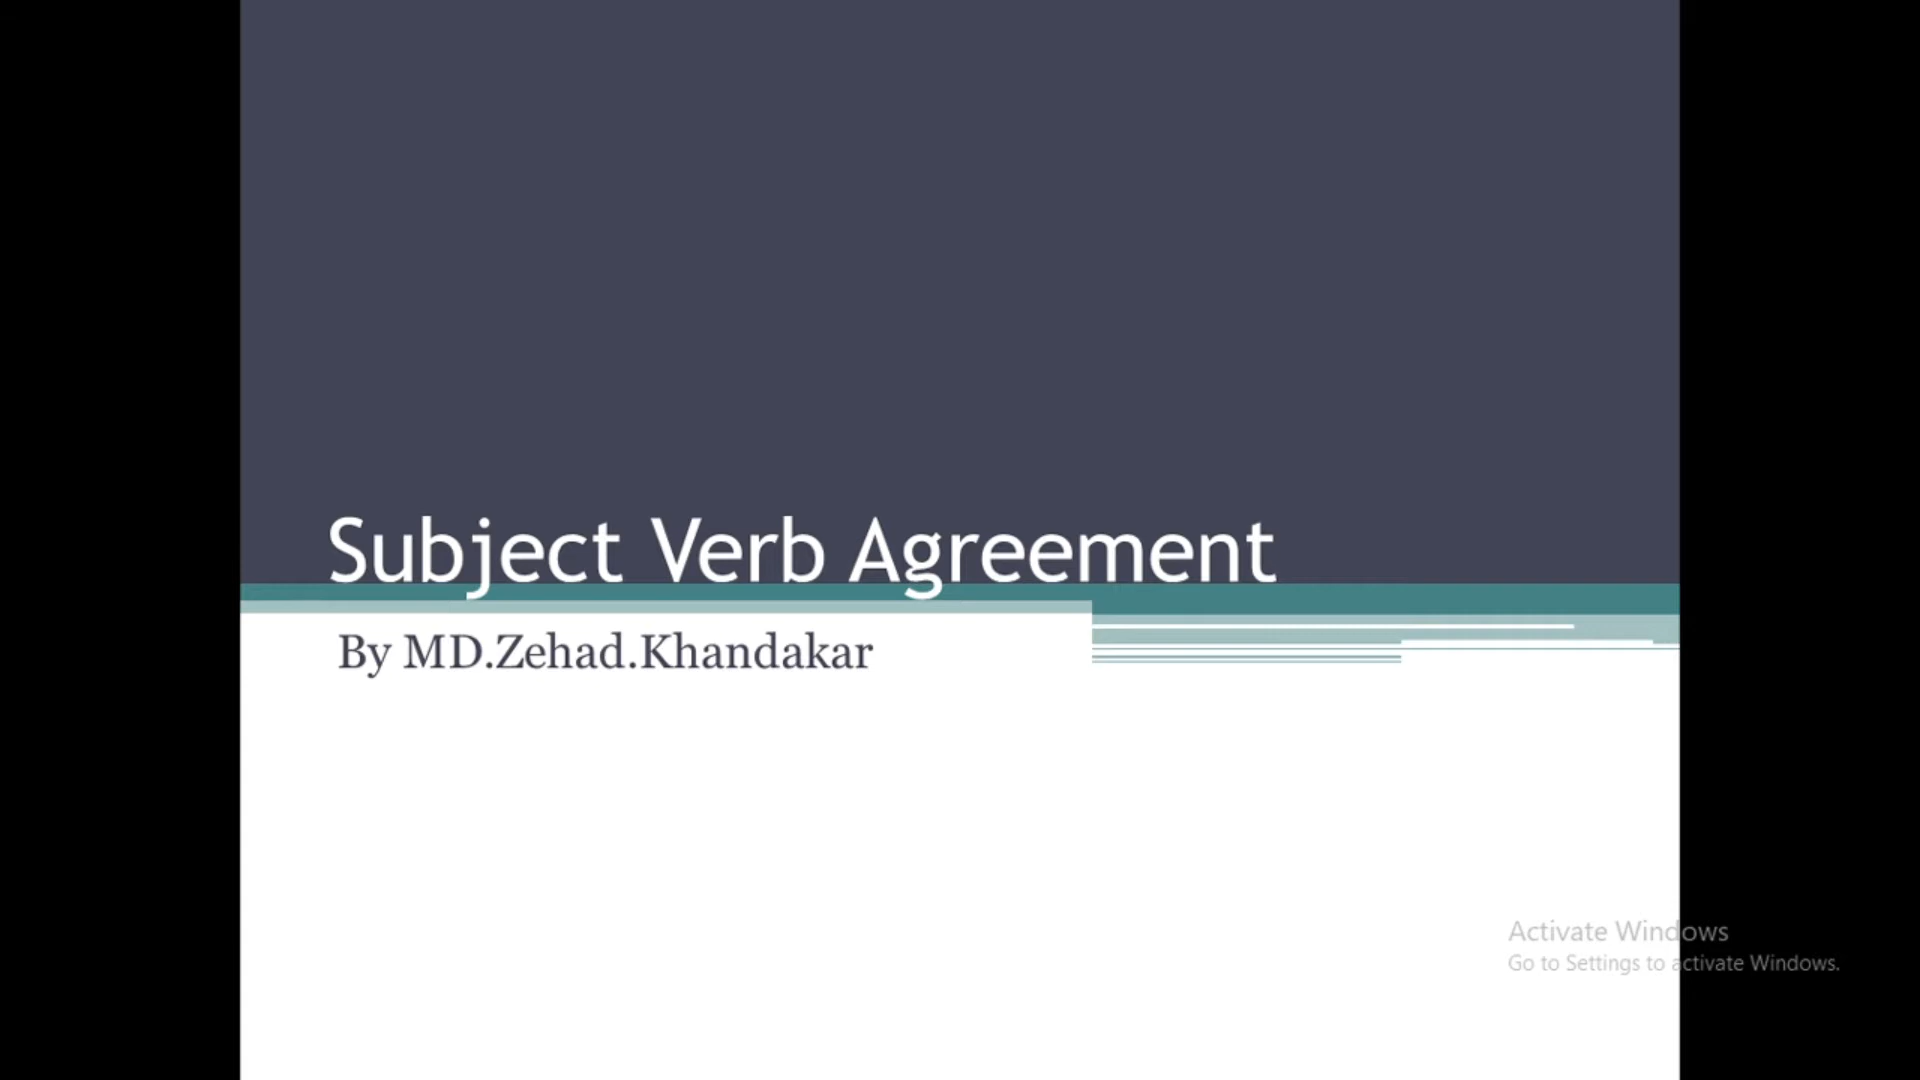 Subject Verb Agreement
By MD.Zehad.Khandakar
Activate Windows
Go to Settings to activate Windows.